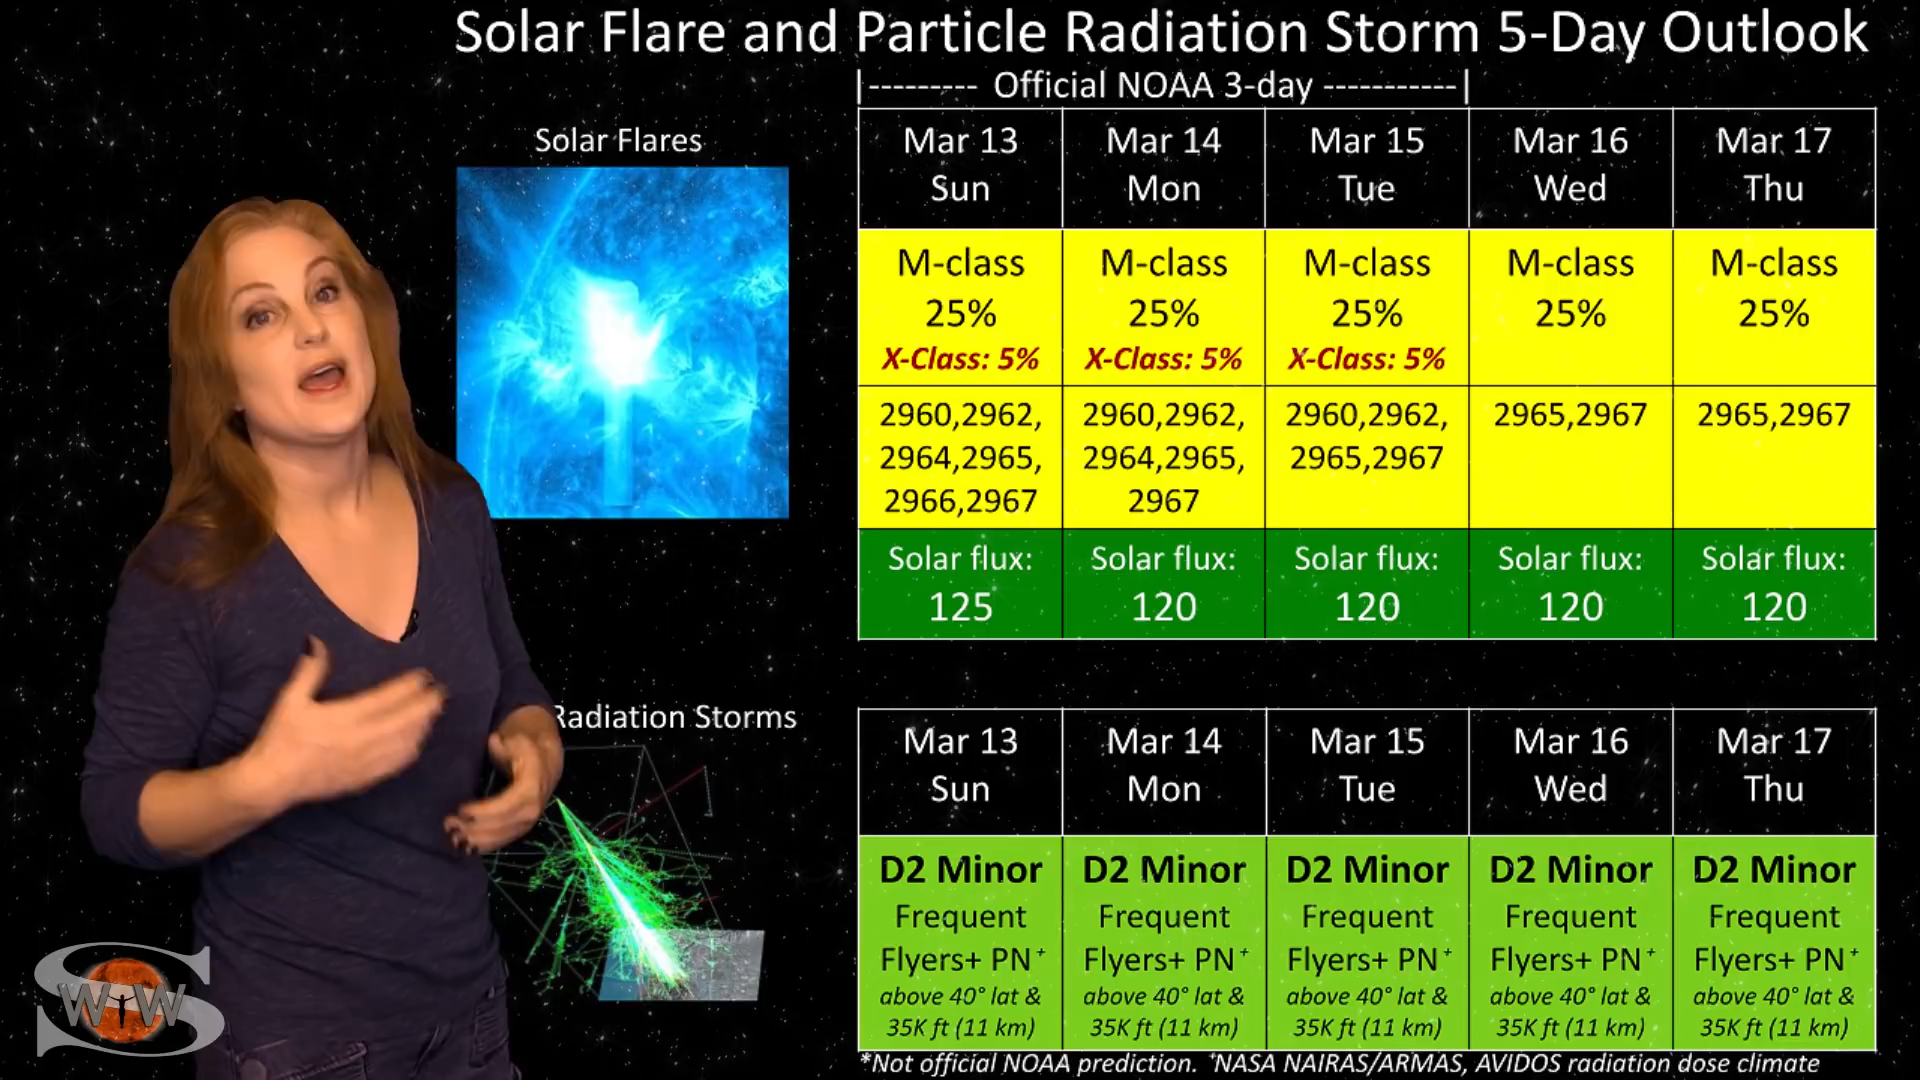 Solar Flare and Particle Radiation Storm 5-Day Outlook
|--------- Official NOAA 3-day -----------|
Solar Flares
Mar 13 Mar 14 Mar 15 Mar 16 Mar 17
Sun Mon Tue Wed Thu
M-class M-class M-class M-class M-class
25% 25% 25% 25% 25%
X-Class: 5% X-Class: 5% X-Class: 5%
2960,2962, 2960,2962, 2960,2962, 2965,2967 2965,2967
2964,2965, 2964,2965, 2965,2967
2966,2967 2967
Solar flux: Solar flux: Solar flux: Solar flux: Solar flux:
125 120 120 120 120
Radiation Storms
Mar 13 Mar 14 Mar 15 Mar 16 Mar 17
Sun Mon Tue Wed Thu
D2 Minor D2 Minor D2 Minor D2 Minor D2 Minor
Frequent Frequent Frequent Frequent Frequent
Flyers+ PN⁺ Flyers+ PN⁺ Flyers+ PN⁺ Flyers+ PN⁺ Flyers+ PN⁺
above 40° lat & above 40° lat & above 40° lat & above 40° lat & above 40° lat &
35K ft (11 km) 35K ft (11 km) 35K ft (11 km) 35K ft (11 km) 35K ft (11 km)
*Not official NOAA prediction. ⁺NASA NAIRAS/ARMAS, AVIDOS radiation dose climate
SWTW